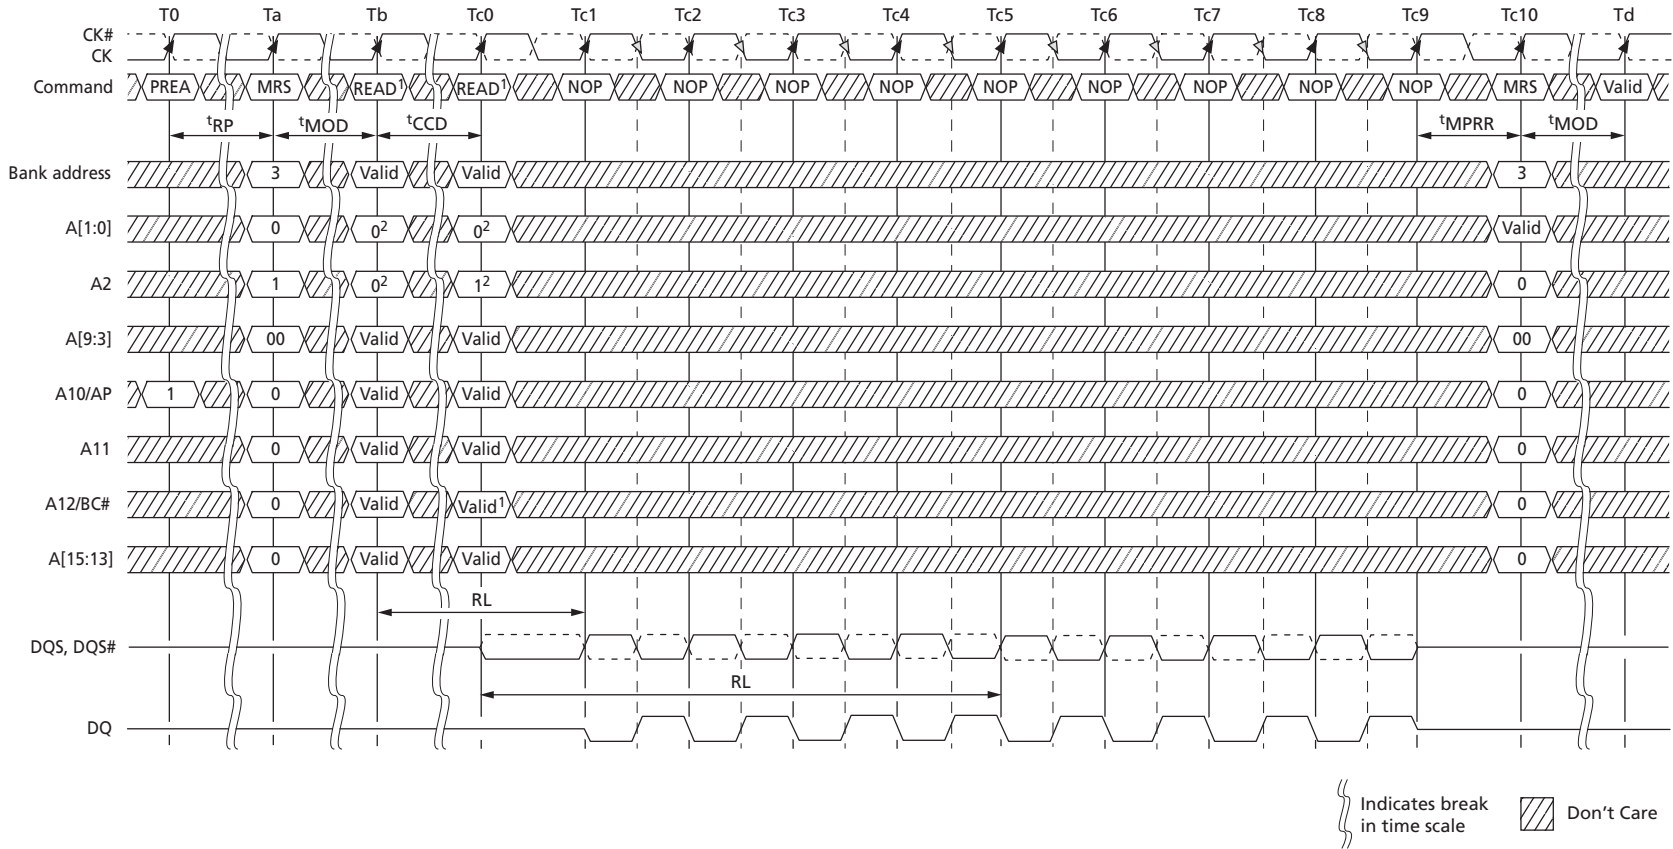 T0 Ta Tb Tc0 Tc1 Tc2 Tc3 Tc4 Tc5 Tc6 Tc7 Tc8 Tc9 Tc10 Td
CK#
CK
Command PREA MRS READ1 READ1 NOP NOP NOP NOP NOP NOP NOP NOP NOP MRS Valid
tRP tMOD tCCD tMPRR tMOD
Bank address 3 Valid Valid 3
A[1:0] 0 02 02 Valid
A2 1 02 12 0
A[9:3] 00 Valid Valid 00
A10/AP 1 0 Valid Valid 0
A11 0 Valid Valid 0
A12/BC# 0 Valid Valid1 0
A[15:13] 0 Valid Valid 0
RL
DQS, DQS#
RL
DQ
Indicates break
in time scale
Don't Care